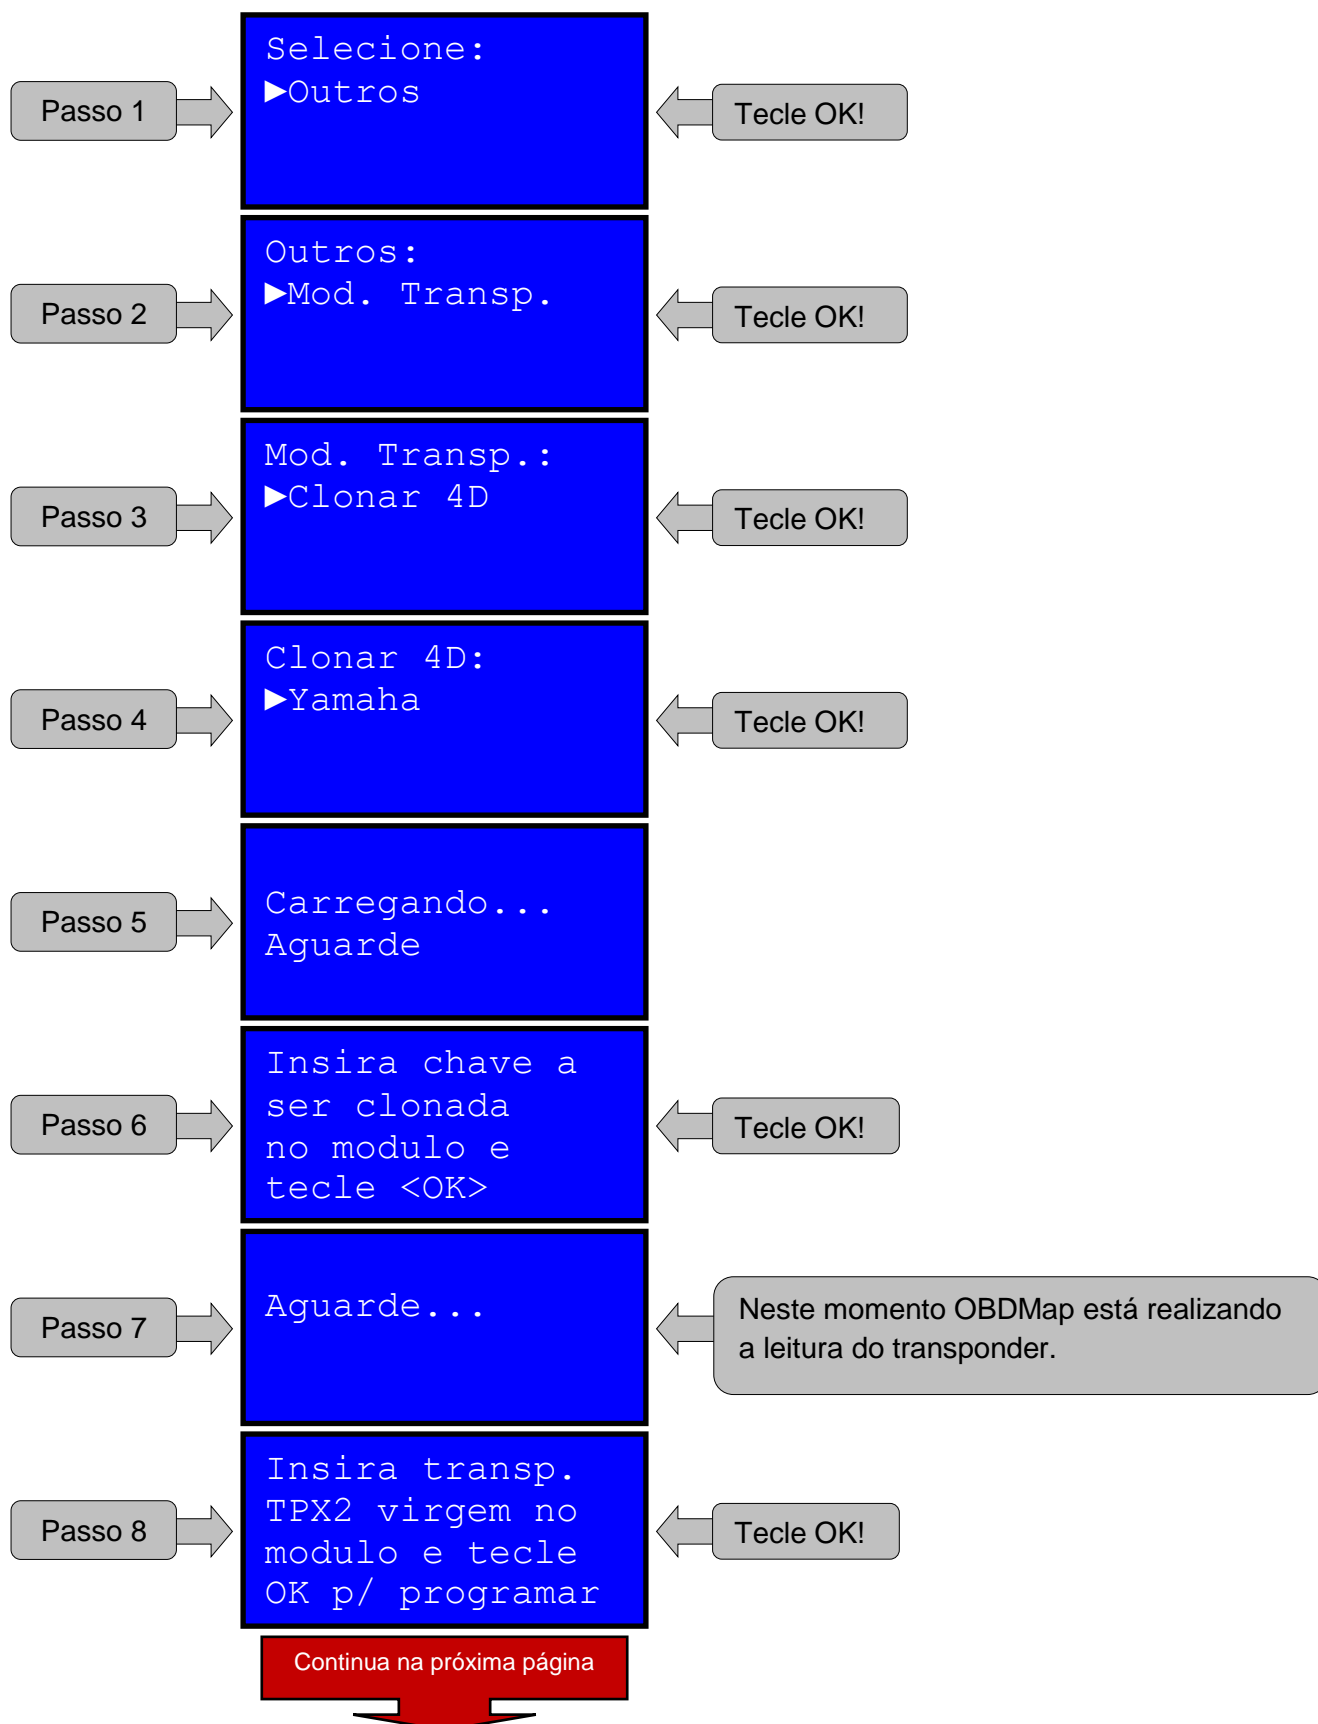 Selecione:
►Outros
Passo 1
Tecle OK!
Outros:
►Mod. Transp.
Passo 2
Tecle OK!
Mod. Transp.:
►Clonar 4D
Passo 3
Tecle OK!
Clonar 4D:
►Yamaha
Passo 4
Tecle OK!
Carregando...
Aguarde
Passo 5
Insira chave a
ser clonada
no modulo e
tecle <OK>
Passo 6
Tecle OK!
Aguarde...
Passo 7
Neste momento OBDMap está realizando
a leitura do transponder.
Insira transp.
TPX2 virgem no
modulo e tecle
OK p/ programar
Passo 8
Tecle OK!
Continua na próxima página